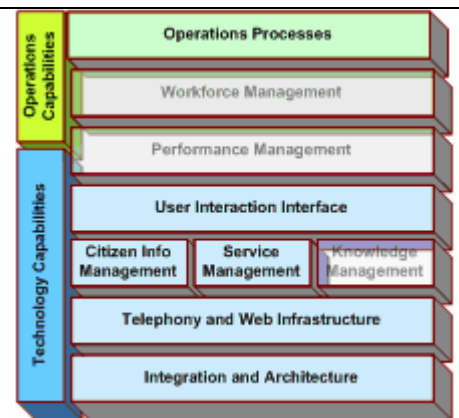 Operations
Capabilities
Operations Processes
Workforce Management
Performance Management
Technology Capabilities
User Interaction Interface
Citizen Info
Management
Service
Management
Knowledge
Management
Telephony and Web Infrastructure
Integration and Architecture